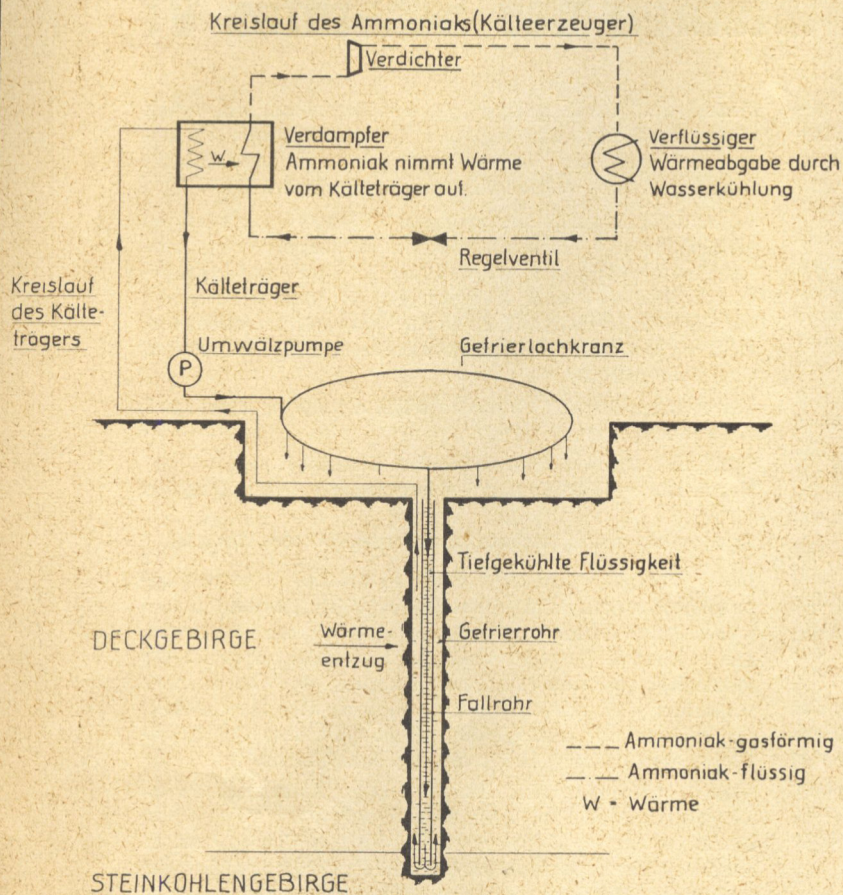 Kreislauf des Ammoniaks(Kälteerzeuger)
Verdichter
Verdampfer
Ammoniak nimmt Wärme
vom Kälteträger auf.
W
Verflüssiger
Wärmeabgabe durch
Wasserkühlung
Regelventil
Kreislauf
des Kälte-
trägers
Kälteträger
Umwälzpumpe
P
Gefrierlochkranz
Tiefgekühlte Flüssigkeit
DECKGEBIRGE
Wärme-
entzug
Gefrierrohr
Fallrohr
Ammoniak-gasförmig
Ammoniak-flüssig
W - Wärme
STEINKOHLENGEBIRGE